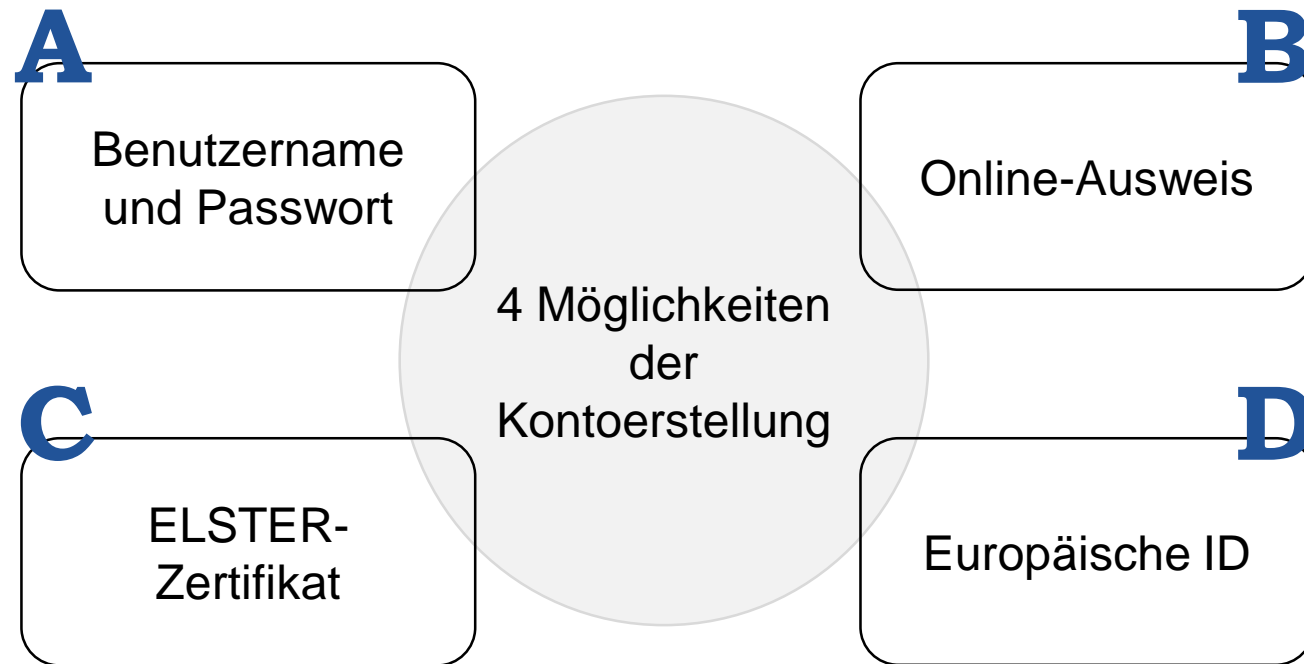 A
Benutzername
und Passwort
B
Online-Ausweis
4 Möglichkeiten
der
Kontoerstellung
C
ELSTER-
Zertifikat
D
Europäische ID